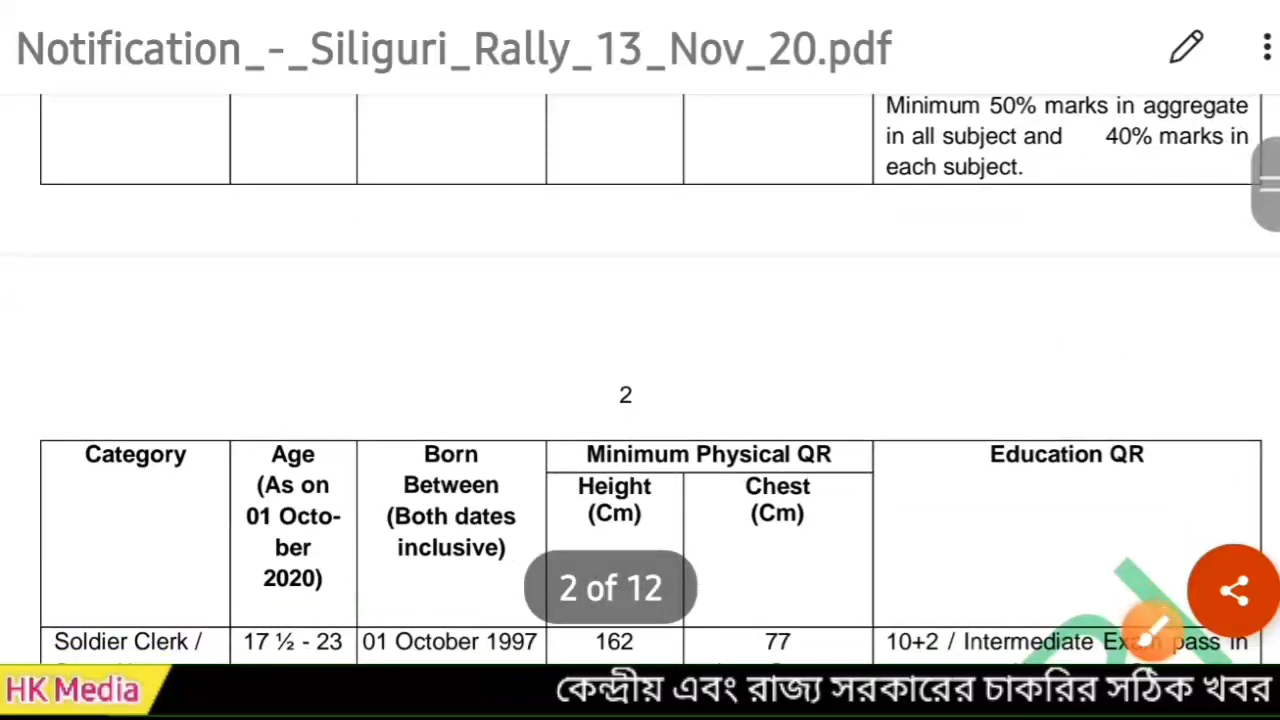 Notification_-_Siliguri_Rally_13_Nov_20.pdf
Minimum 50% marks in aggregate
in all subject and 40% marks in
each subject.
2
Category
Age
(As on
01 Octo-
ber
2020)
Born
Between
(Both dates
inclusive)
Minimum Physical QR
Height
(Cm)
Chest
(Cm)
Education QR
2 of 12
Soldier Clerk /
17 ½ - 23
01 October 1997
162
77
10+2 / Intermediate Exam pass in
HK Media
কেন্দ্রীয় এবং রাজ্য সরকারের চাকরির সঠিক খবর